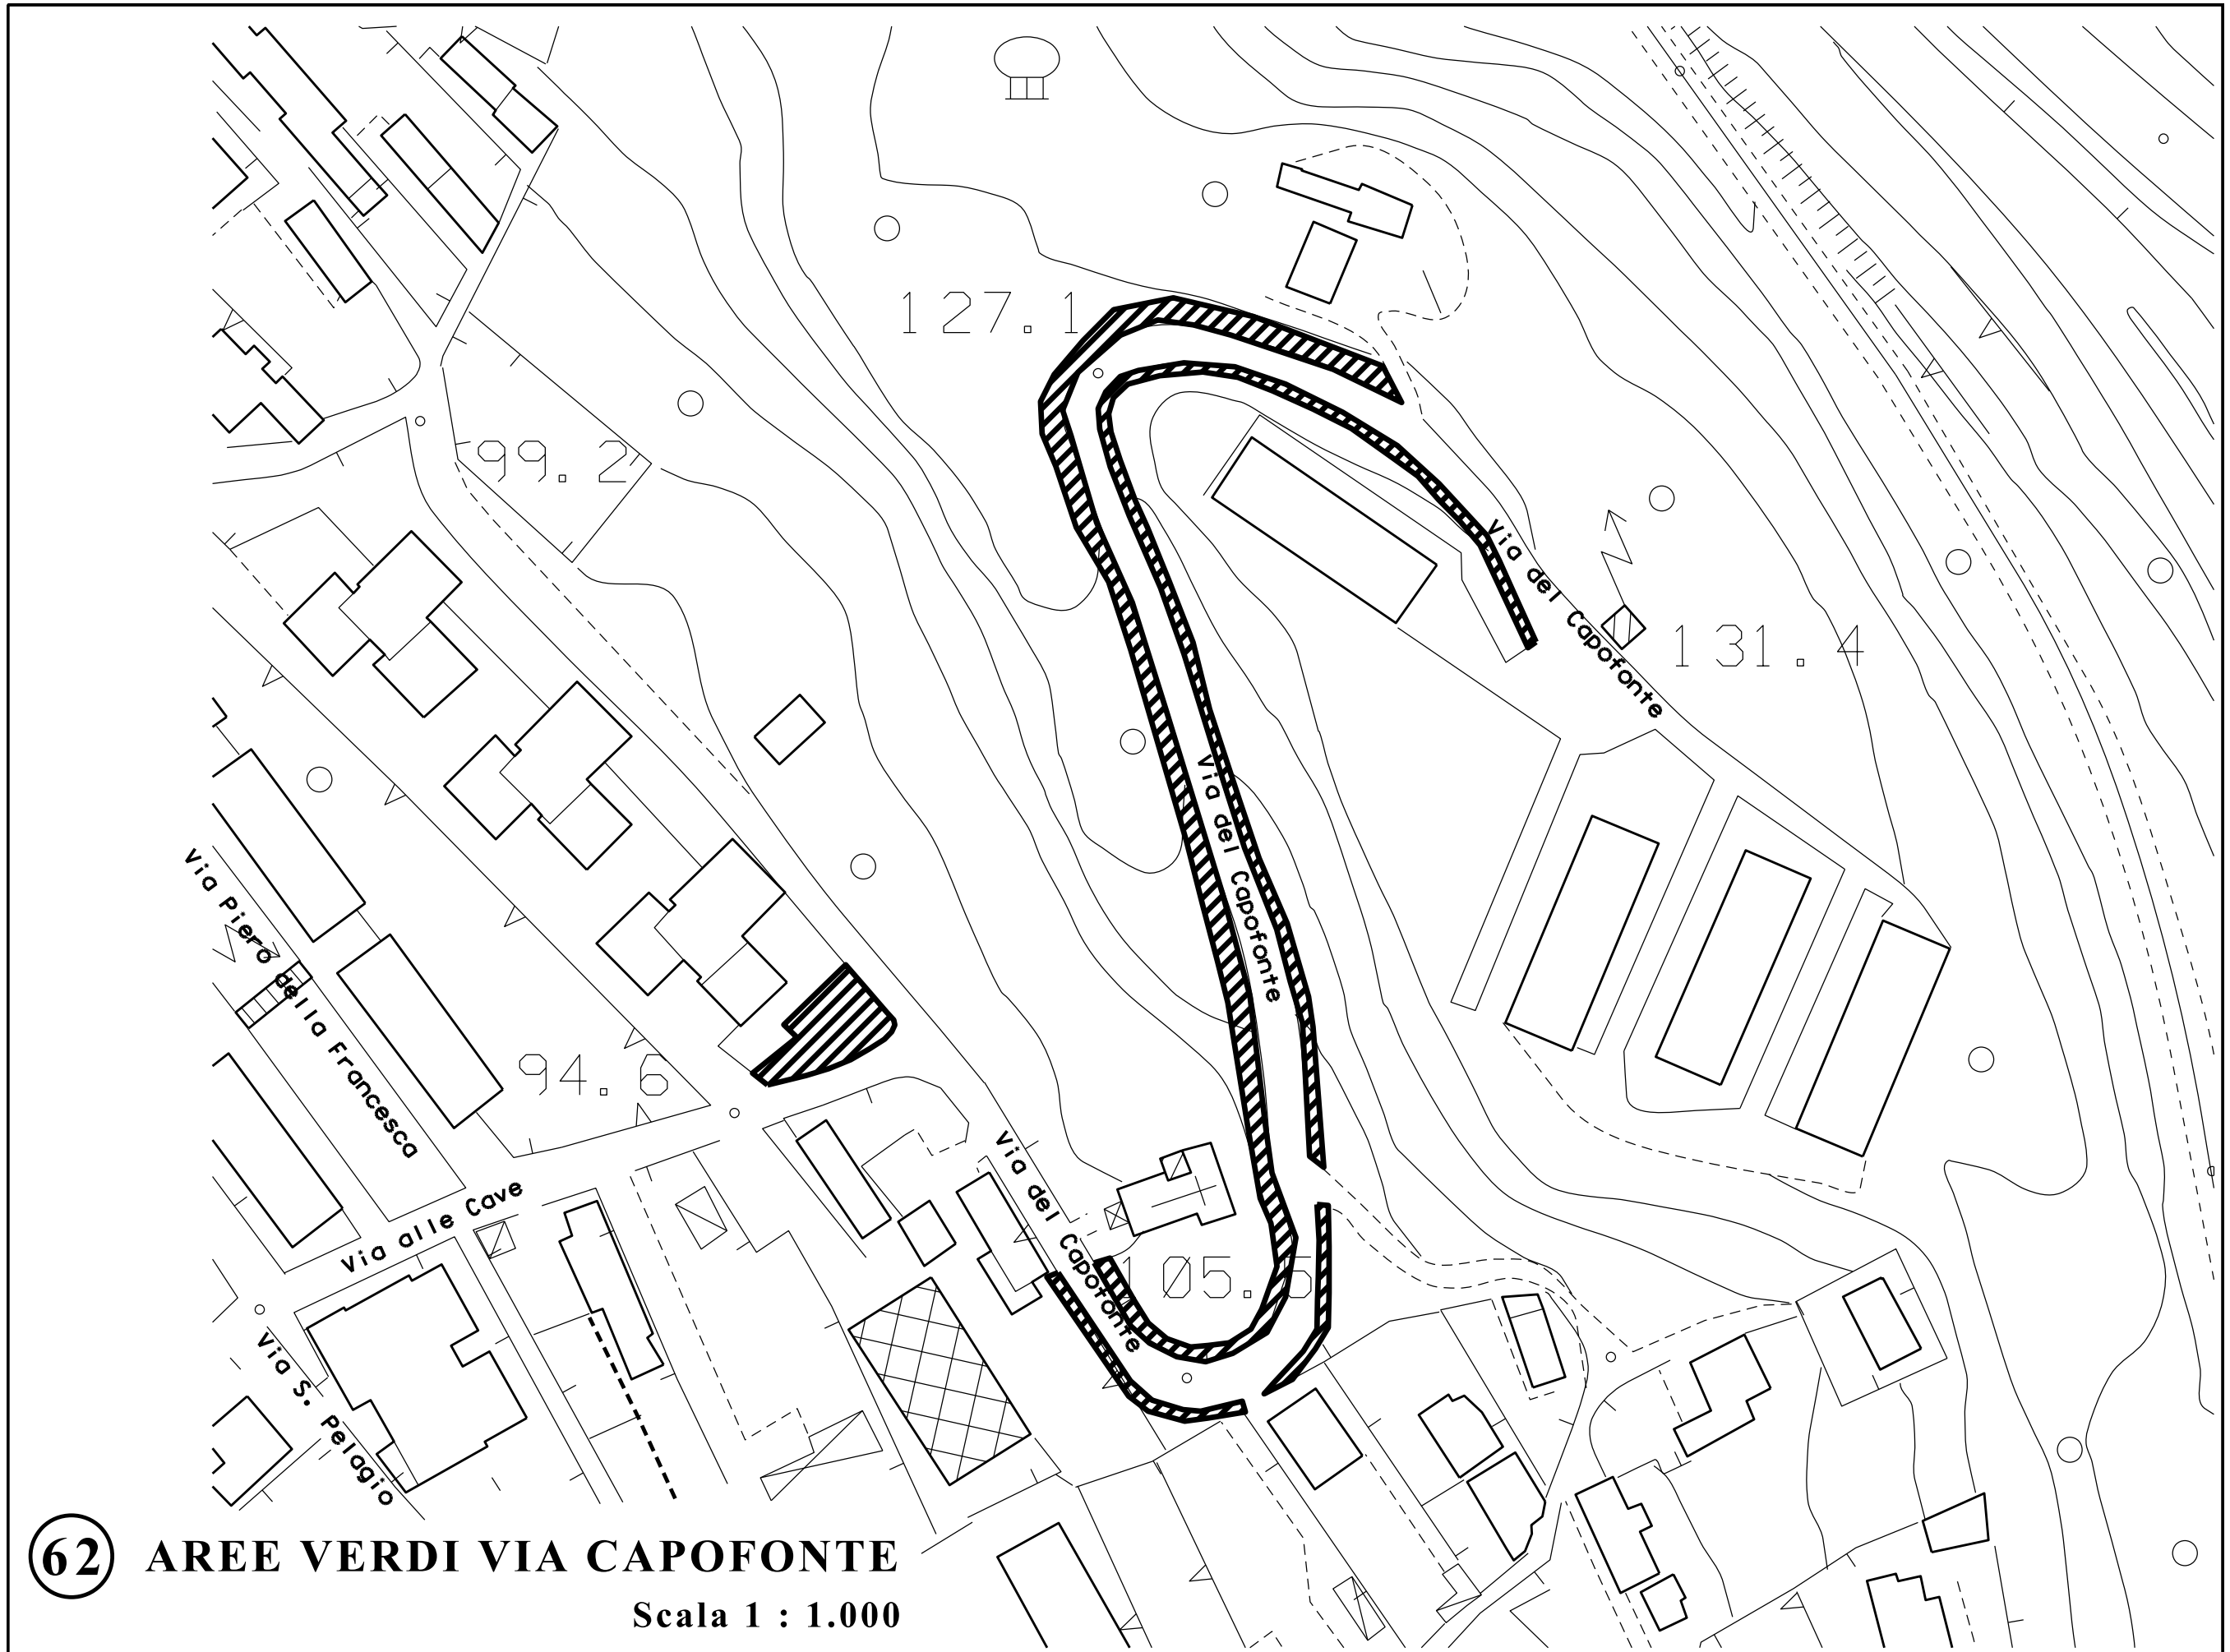 127.1
99.2
Via del Capofonte
131.4
Via del Capofonte
Via Piero della Francesca
94.6
Via del Capofonte
Via alle Cave
105.5
Via S. Pelagio
62 AREE VERDI VIA CAPOFONTE
Scala 1 : 1.000